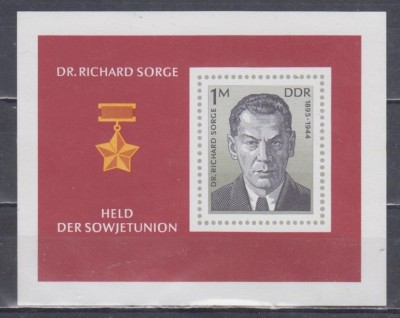 DR. RICHARD SORGE
HELD
DER SOWJETUNION
1M DDR
DR. RICHARD SORGE
1895-1944